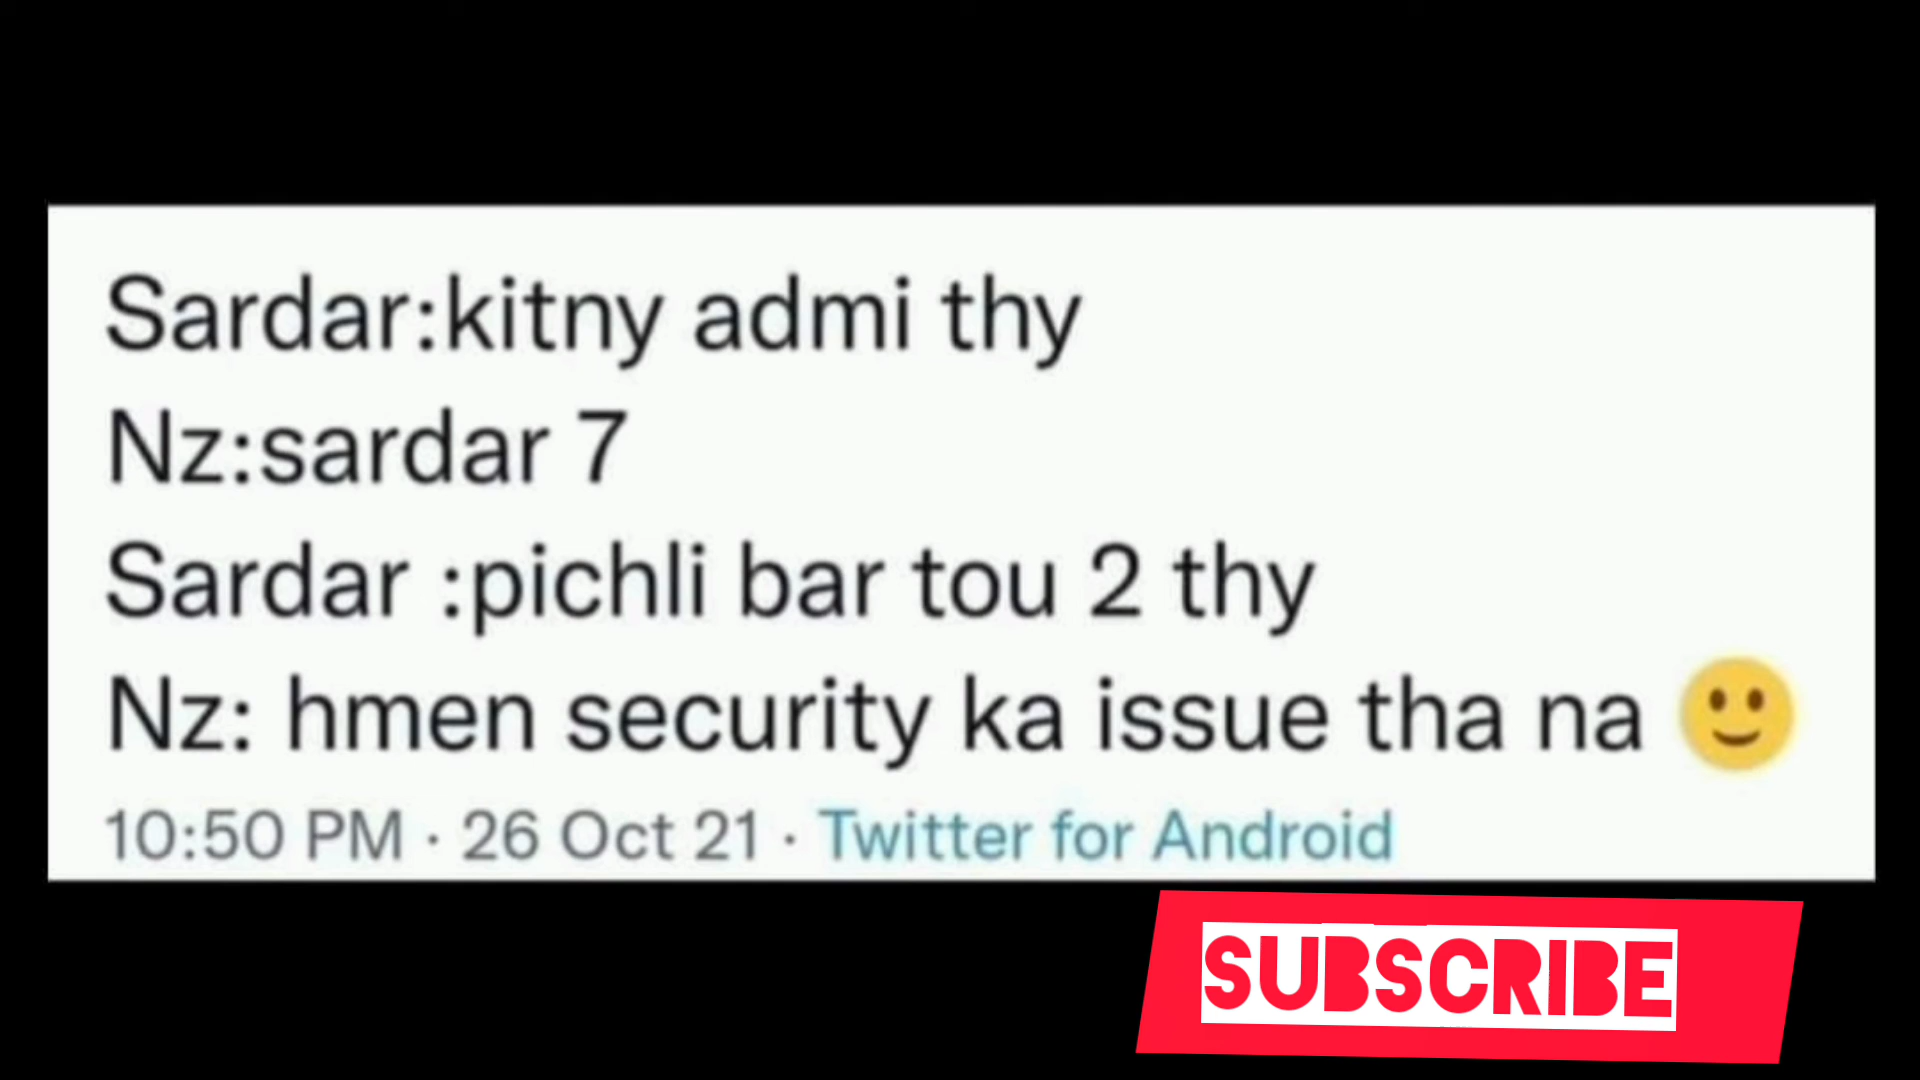 Sardar:kitny admi thy
Nz:sardar 7
Sardar :pichli bar tou 2 thy
Nz: hmen security ka issue tha na 🙂
10:50 PM · 26 Oct 21 · Twitter for Android
SUBSCRIBE